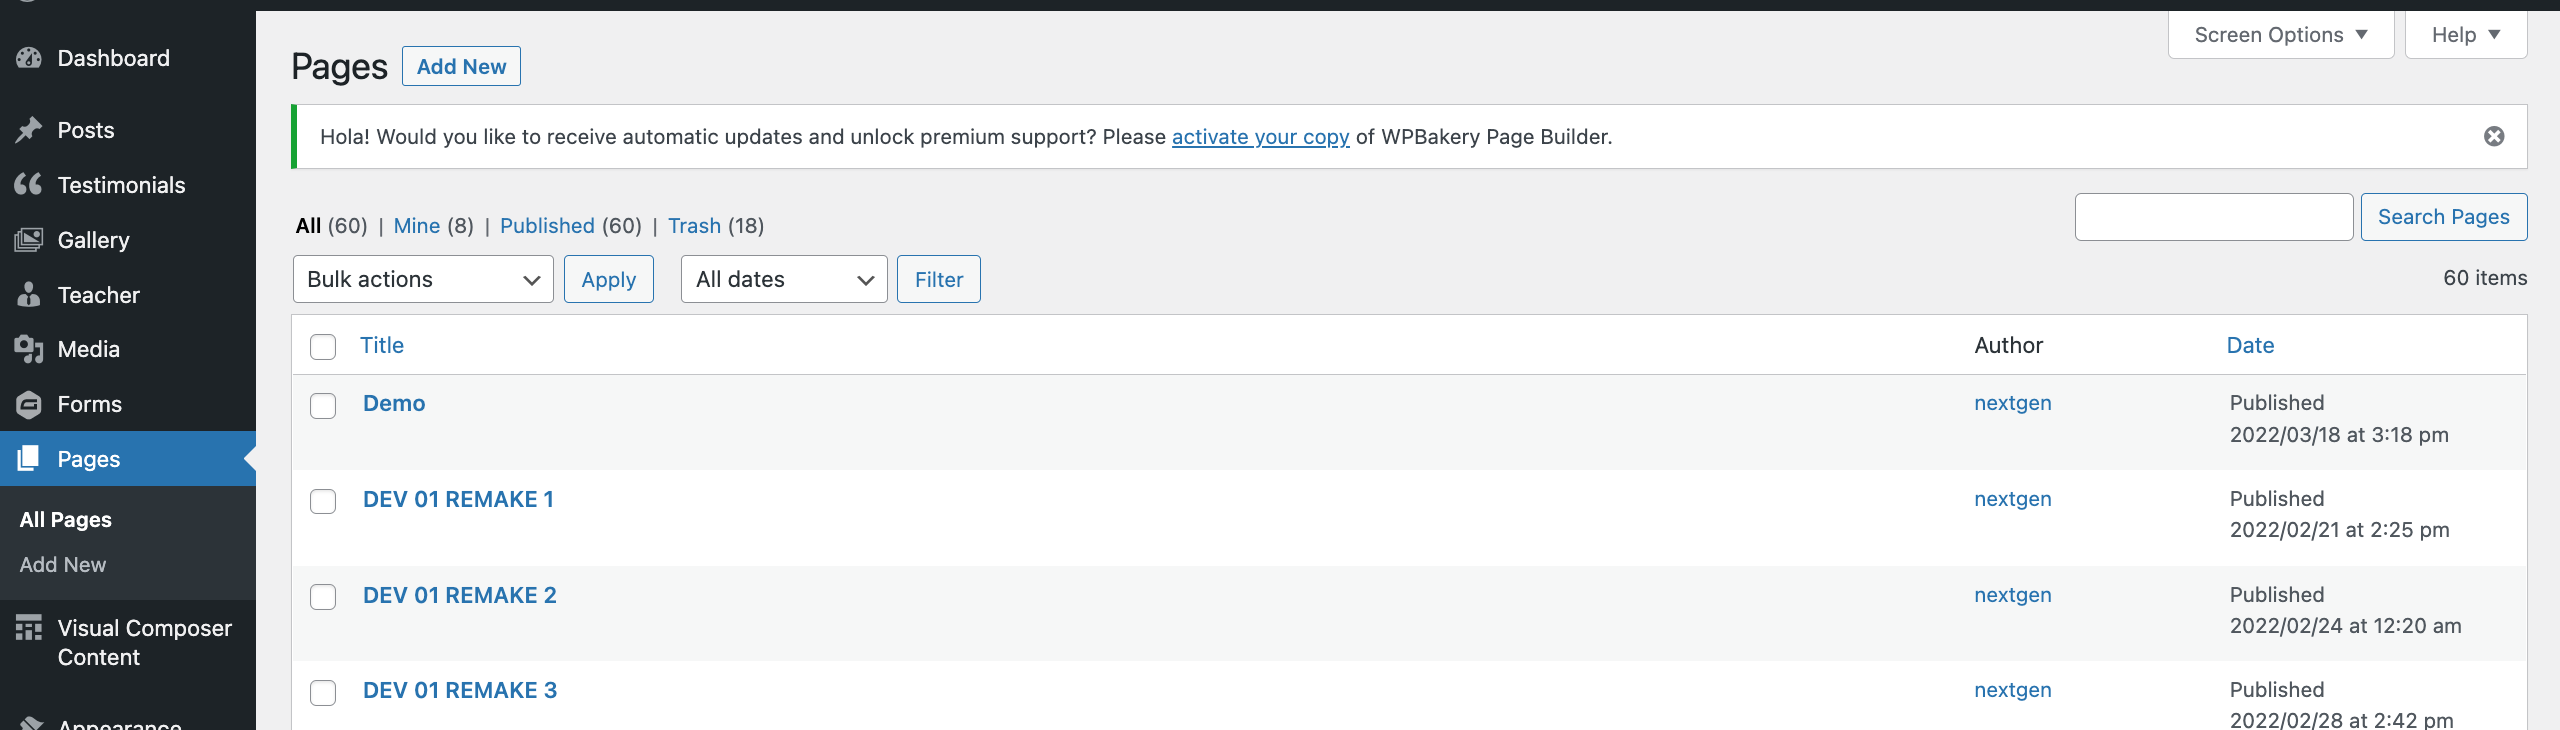 Screen Options
Help
Dashboard
Pages
Add New
Posts
Hola! Would you like to receive automatic updates and unlock premium support? Please activate your copy of WPBakery Page Builder.
Testimonials
Gallery
All (60) | Mine (8) | Published (60) | Trash (18)
Search Pages
Teacher
Bulk actions
Apply
All dates
Filter
60 items
Media
Title
Author
Date
Forms
Demo
nextgen
Published
2022/03/18 at 3:18 pm
Pages
All Pages
Add New
DEV 01 REMAKE 1
nextgen
Published
2022/02/21 at 2:25 pm
DEV 01 REMAKE 2
nextgen
Published
2022/02/24 at 12:20 am
Visual Composer
Content
DEV 01 REMAKE 3
nextgen
Published
2022/02/28 at 2:42 pm
Appearance